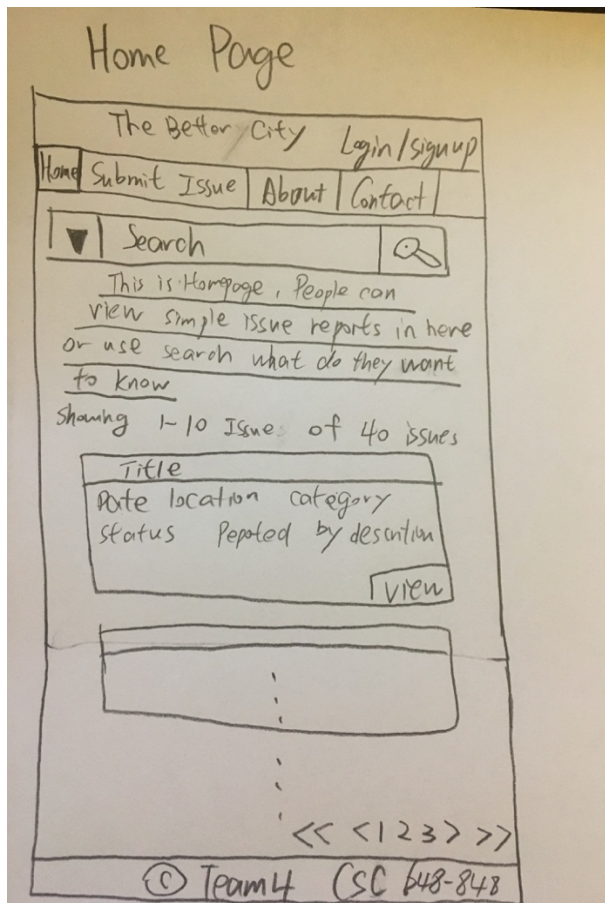 Home Page
The Better City Login/signup
Home Submit Issue About Contact
Search
This is Homepage, People can
view simple issue reports in here
or use search what do they want
to know
Showing 1-10 Issue of 40 issues
Title
Date location category
status Pepoted by descrition
View
<< <1 2 3> >>
© Team4 CSC 648-848